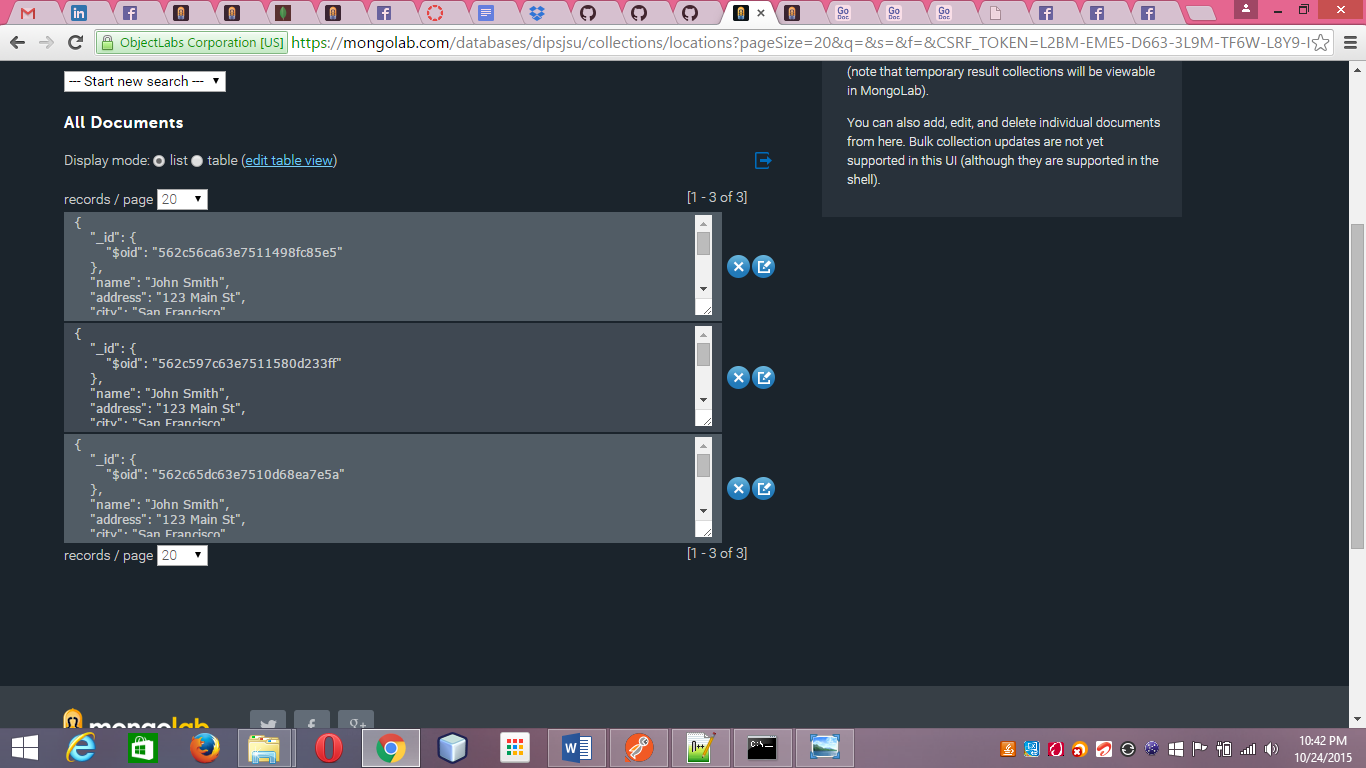 ObjectLabs Corporation [US]
https://mongolab.com/databases/dipsjsu/collections/locations?pageSize=20&q=&s=&f=&CSRF_TOKEN=L2BM-EME5-D663-3L9M-TF6W-L8Y9-
--- Start new search ---
(note that temporary result collections will be viewable
in MongoLab).
All Documents
You can also add, edit, and delete individual documents
from here. Bulk collection updates are not yet
supported in this UI (although they are supported in the
shell).
Display mode: list table (edit table view)
records / page 20
[1 - 3 of 3]
{
"_id": {
"$oid": "562c56ca63e7511498fc85e5"
},
"name": "John Smith",
"address": "123 Main St",
"city": "San Francisco"
{
"_id": {
"$oid": "562c597c63e7511580d233ff"
},
"name": "John Smith",
"address": "123 Main St",
"city": "San Francisco"
{
"_id": {
"$oid": "562c65dc63e7510d68ea7e5a"
},
"name": "John Smith",
"address": "123 Main St",
"city": "San Francisco"
records / page 20
[1 - 3 of 3]
mongolab
10:42 PM
10/24/2015